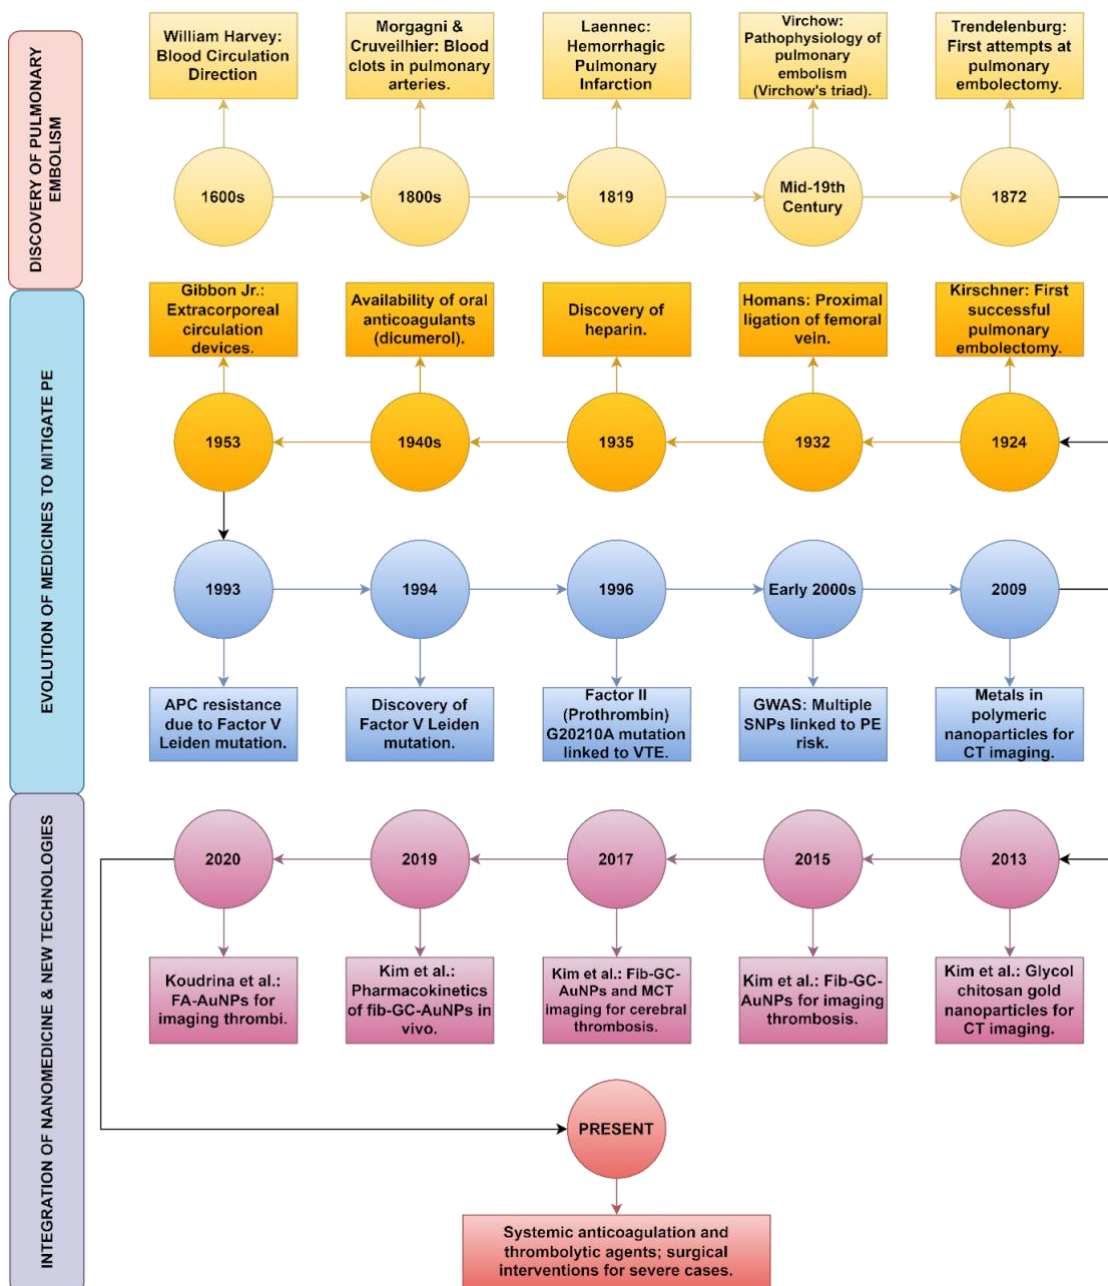 DISCOVERY OF PULMONARY
EMBOLISM
William Harvey:
Blood Circulation
Direction
Morgagni &
Cruveilhier: Blood
clots in pulmonary
arteries.
Laennec:
Hemorrhagic
Pulmonary
Infarction
Virchow:
Pathophysiology of
pulmonary
embolism
(Virchow's triad).
Trendelenburg:
First attempts at
pulmonary
embolectomy.
1600s
1800s
1819
Mid-19th
Century
1872
EVOLUTION OF MEDICINES TO MITIGATE PE
Gibbon Jr.:
Extracorporeal
circulation
devices.
Availability of oral
anticoagulants
(dicumerol).
Discovery of
heparin.
Homans: Proximal
ligation of femoral
vein.
Kirschner: First
successful
pulmonary
embolectomy.
1953
1940s
1935
1932
1924
1993
1994
1996
Early 2000s
2009
APC resistance
due to Factor V
Leiden mutation.
Discovery of
Factor V Leiden
mutation.
Factor II
(Prothrombin)
G20210A mutation
linked to VTE.
GWAS: Multiple
SNPs linked to PE
risk.
Metals in
polymeric
nanoparticles for
CT imaging.
INTEGRATION OF NANOMEDICINE & NEW TECHNOLOGIES
2020
2019
2017
2015
2013
Koudrina et al.:
FA-AuNPs for
imaging thrombi.
Kim et al.:
Pharmacokinetics
of fib-GC-AuNPs in
vivo.
Kim et al.: Fib-GC-
AuNPs and MCT
imaging for cerebral
thrombosis.
Kim et al.: Fib-GC-
AuNPs for imaging
thrombosis.
Kim et al.: Glycol
chitosan gold
nanoparticles for
CT imaging.
PRESENT
Systemic anticoagulation and
thrombolytic agents; surgical
interventions for severe cases.